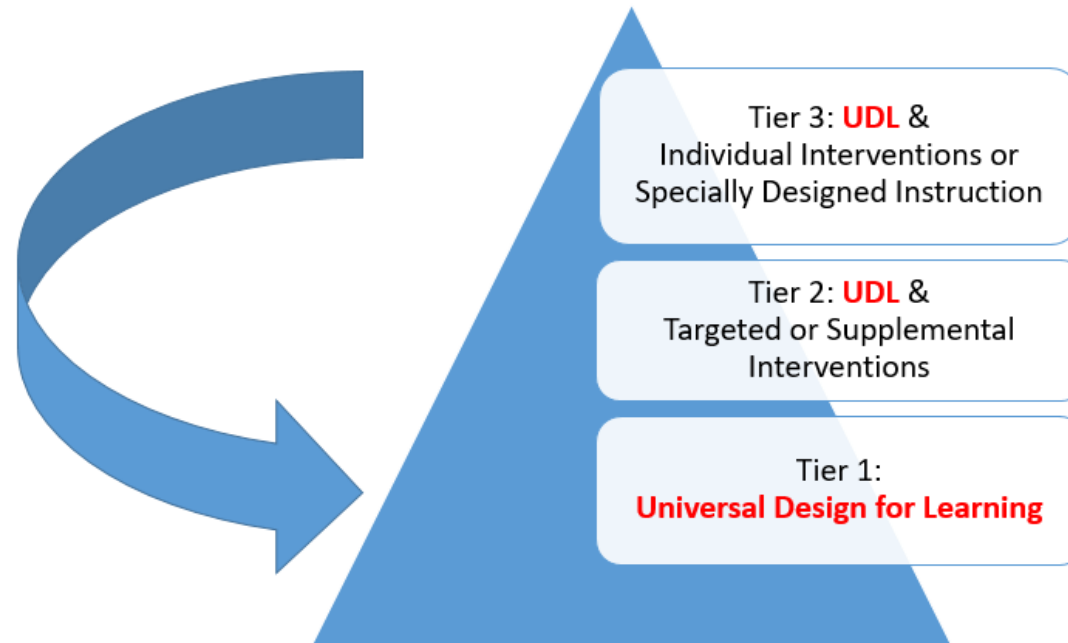 Tier 3: UDL &
Individual Interventions or
Specially Designed Instruction
Tier 2: UDL &
Targeted or Supplemental
Interventions
Tier 1:
Universal Design for Learning